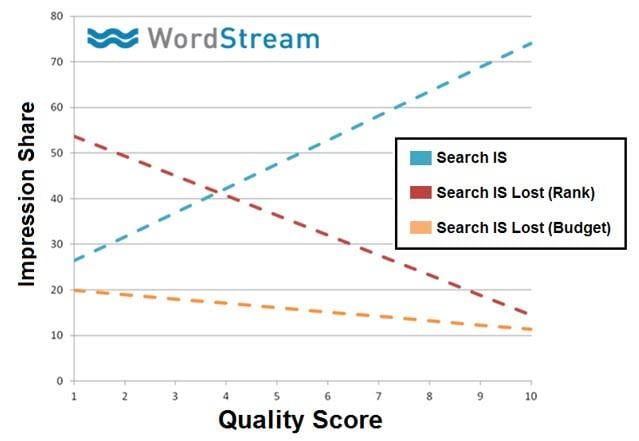 WordStream
80
70
60
50
40
30
20
10
0
Impression Share
Search IS
Search IS Lost (Rank)
Search IS Lost (Budget)
1 2 3 4 5 6 7 8 9 10
Quality Score